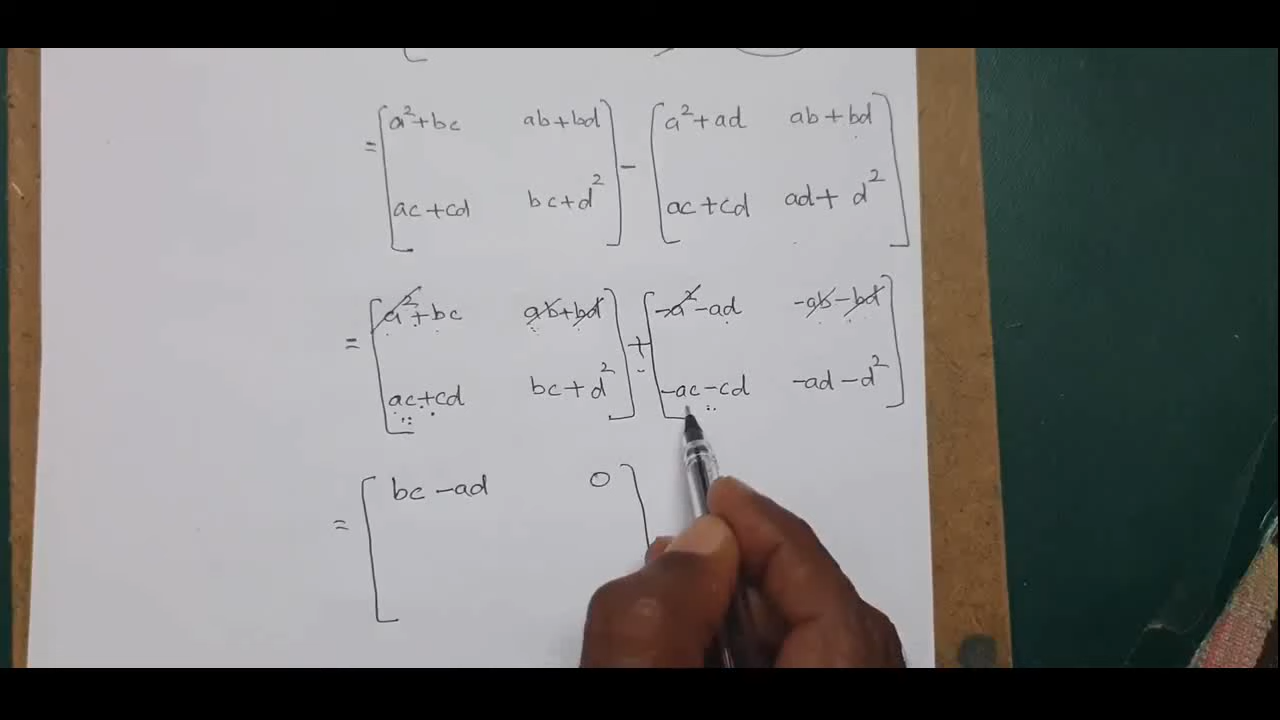 = [ a²+bc ab+bd ] - [ a²+ad ab+bd ]
[ ac+cd bc+d² ] [ ac+cd ad+d² ]
= [ a²+bc ab+bd ] + [ -a²-ad -ab-bd ]
[ ac+cd bc+d² ] [ -ac-cd -ad-d² ]
= [ bc-ad 0 ]